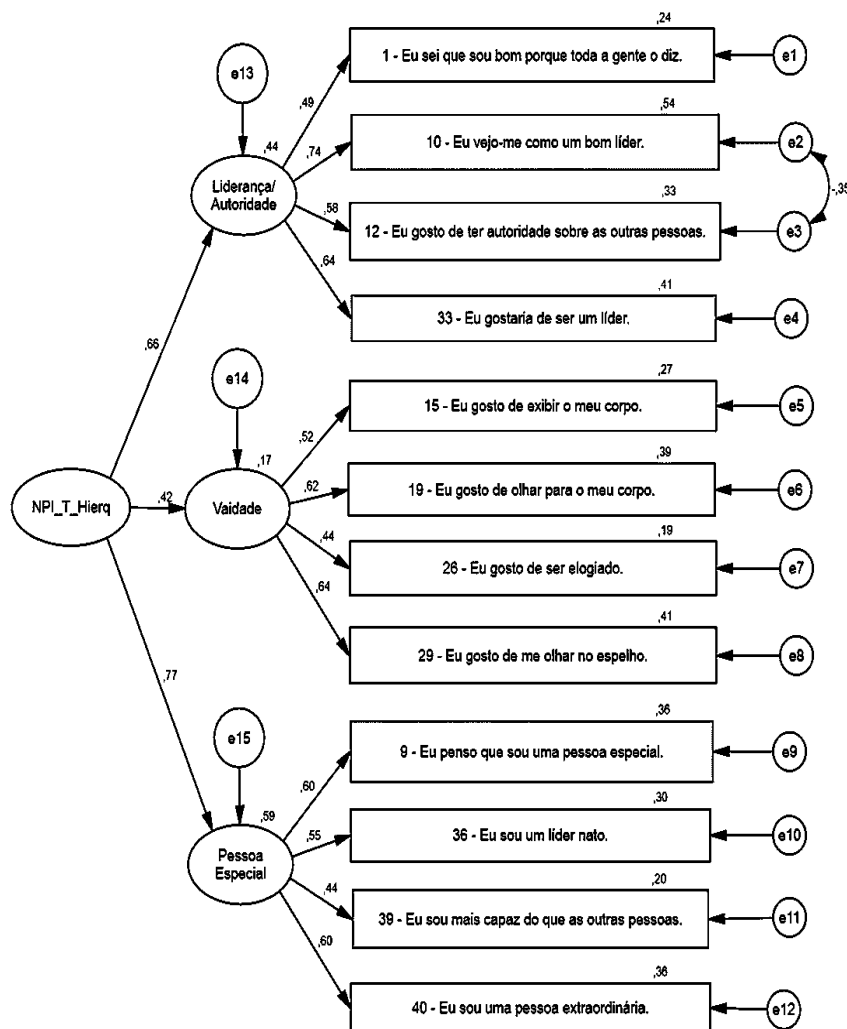 ,24
1 - Eu sei que sou bom porque toda a gente o diz.
e1
e13
,49
,54
,44
,74
10 - Eu vejo-me como um bom líder.
e2
Liderança/
Autoridade
-,35
,58
,33
12 - Eu gosto de ter autoridade sobre as outras pessoas.
e3
,64
,41
33 - Eu gostaria de ser um líder.
e4
,66
,27
e14
15 - Eu gosto de exibir o meu corpo.
e5
,52
,17
,39
,62
19 - Eu gosto de olhar para o meu corpo.
e6
NPI_T_Hierq
,42
Vaidade
,44
,19
26 - Eu gosto de ser elogiado.
e7
,64
,41
29 - Eu gosto de me olhar no espelho.
e8
,77
,36
e15
9 - Eu penso que sou uma pessoa especial.
e9
,60
,59
,30
,55
36 - Eu sou um líder nato.
e10
Pessoa
Especial
,44
,20
39 - Eu sou mais capaz do que as outras pessoas.
e11
,60
,36
40 - Eu sou uma pessoa extraordinária.
e12